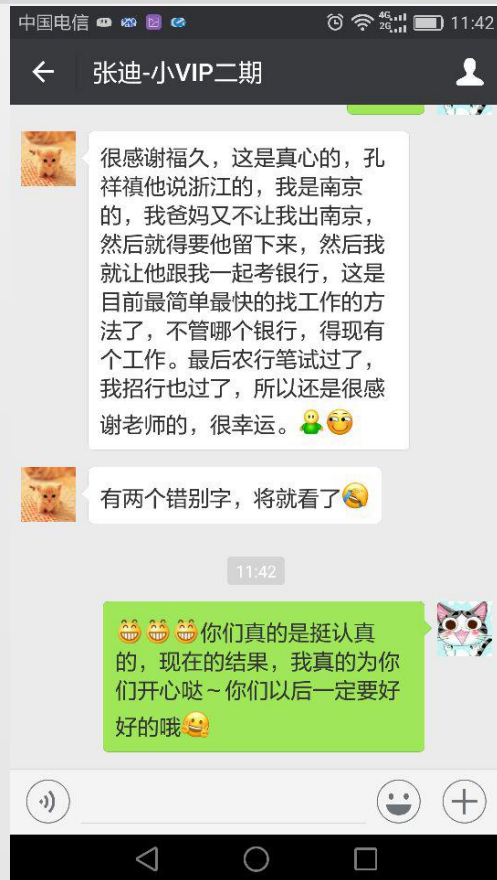 中国电信
4G
2G
11:42
张迪-小VIP二期
很感谢福久，这是真心的，孔
祥禛他说浙江的，我是南京
的，我爸妈又不让我出南京，
然后就得要他留下来，然后我
就让他跟我一起考银行，这是
目前最简单最快的找工作的方
法了，不管哪个银行，得现有
个工作。最后农行笔试过了，
我招行也过了，所以还是很感
谢老师的，很幸运。
有两个错别字，将就看了
11:42
你们真的是挺认真
的，现在的结果，我真的为你
们开心哒～你们以后一定要好
好的哦